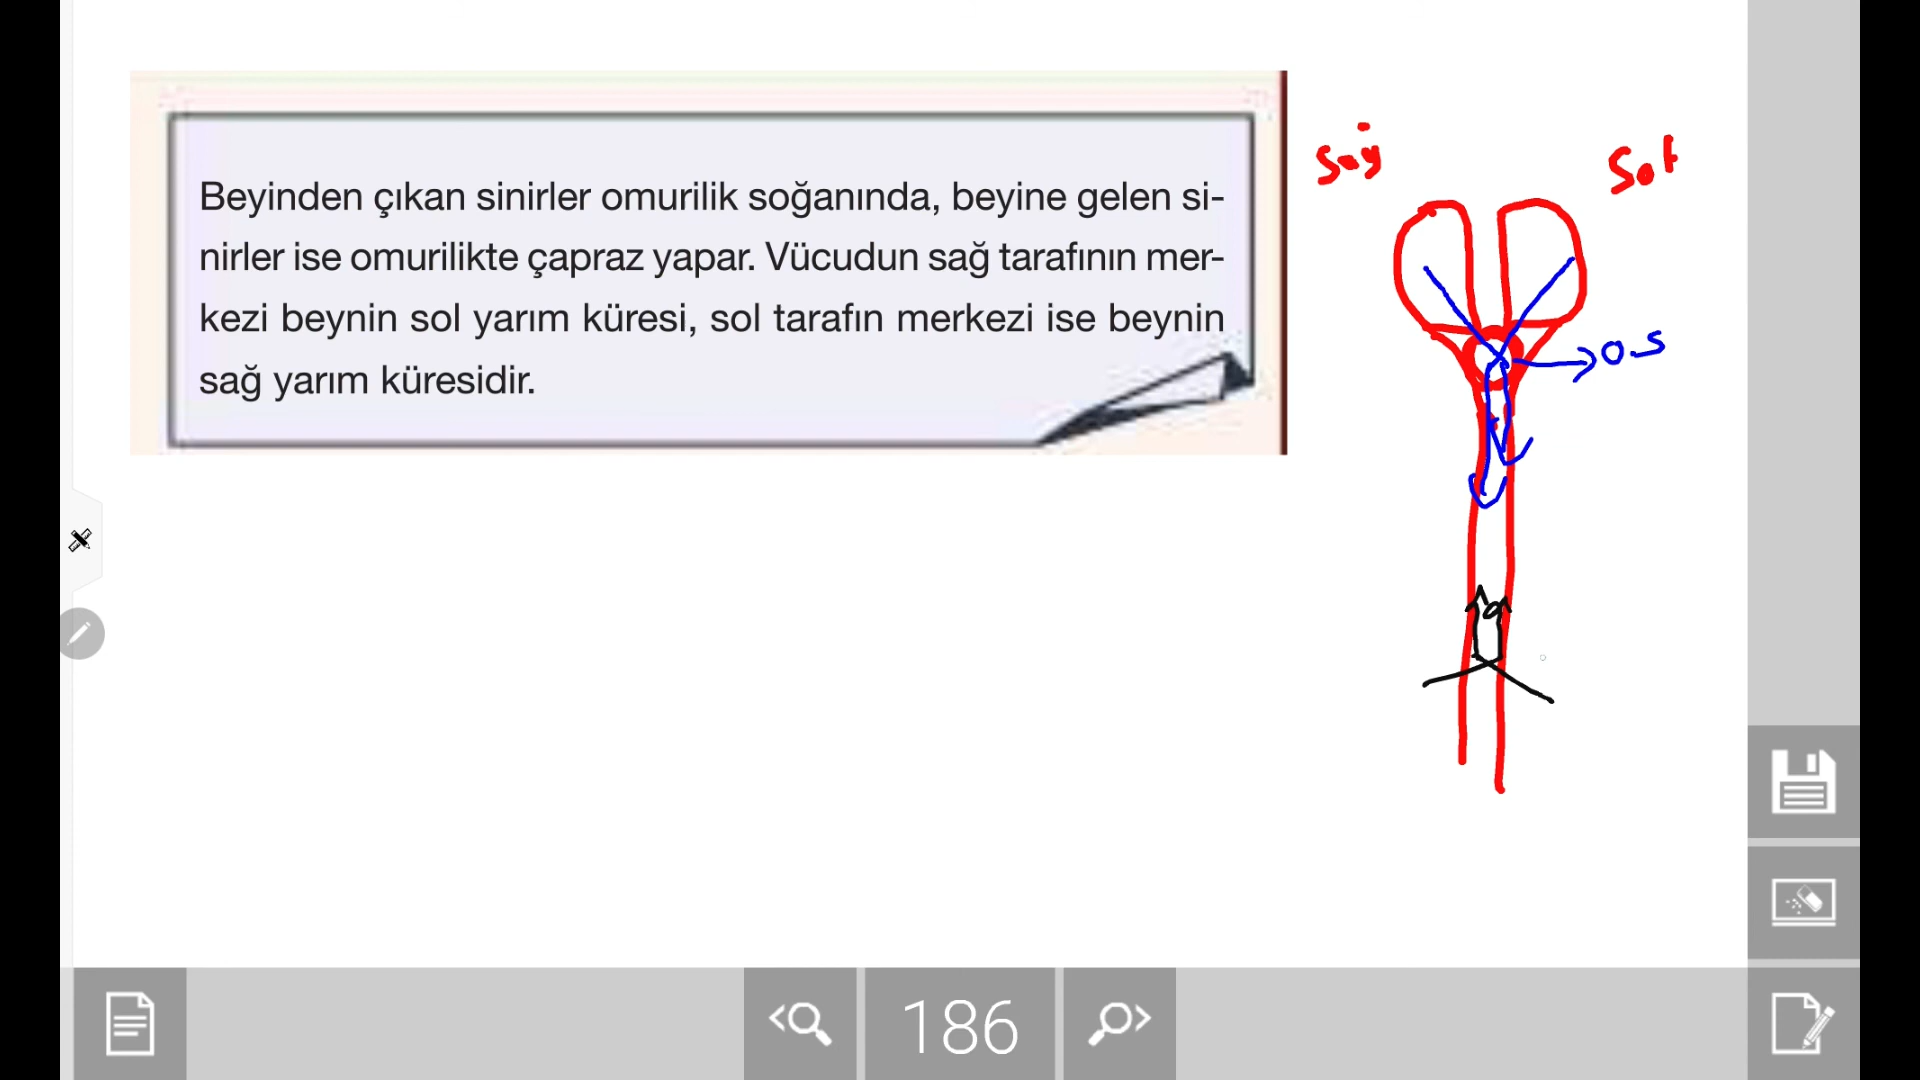 Beyinden çıkan sinirler omurilik soğanında, beyine gelen si-
nirler ise omurilikte çapraz yapar. Vücudun sağ tarafının mer-
kezi beynin sol yarım küresi, sol tarafın merkezi ise beynin
sağ yarım küresidir.
Sağ
Sol
O.S
186